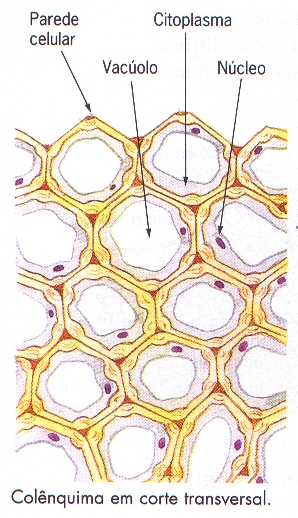 Parede
celular
Citoplasma
Vacúolo
Núcleo
Colênquima em corte transversal.